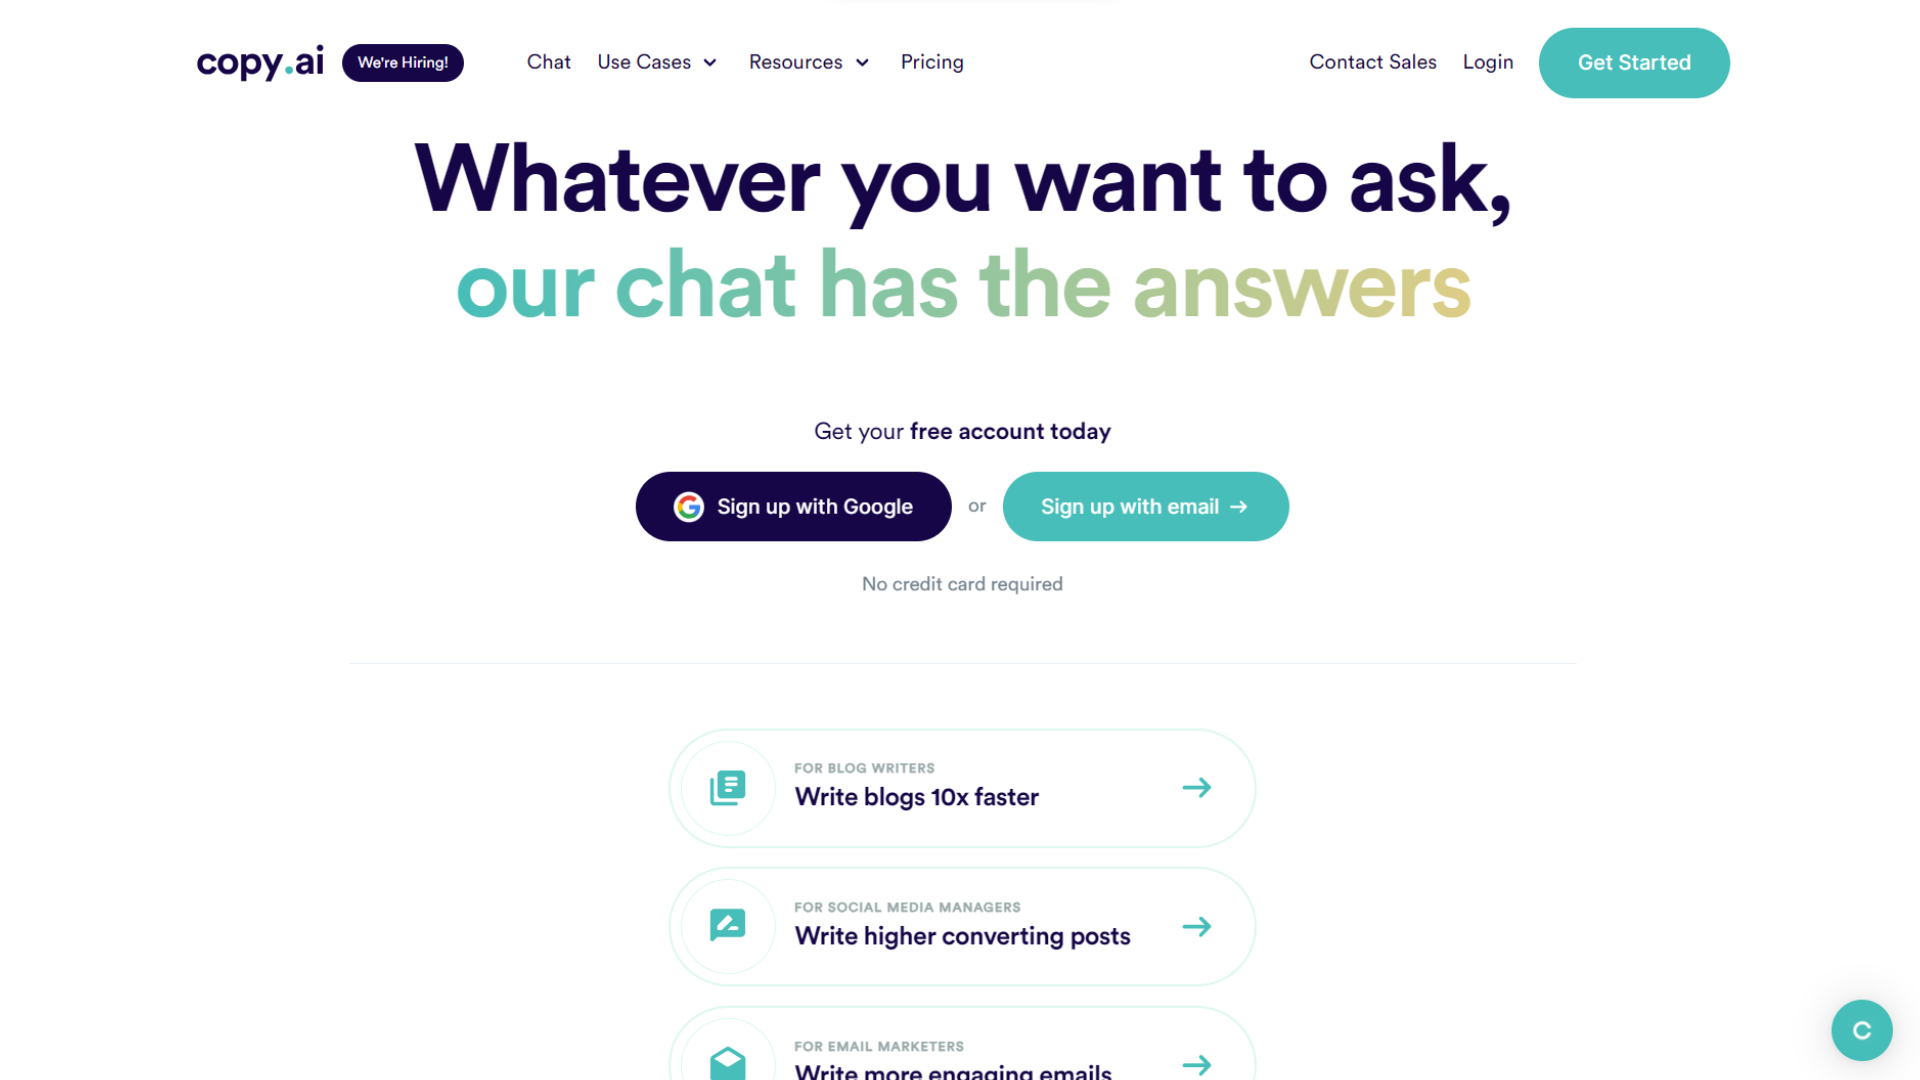 copy.ai We're Hiring! Chat Use Cases Resources Pricing Contact Sales Login Get Started
Whatever you want to ask,
our chat has the answers
Get your free account today
Sign up with Google or Sign up with email →
No credit card required
FOR BLOG WRITERS
Write blogs 10x faster
FOR SOCIAL MEDIA MANAGERS
Write higher converting posts
FOR EMAIL MARKETERS
Write more engaging emails
C